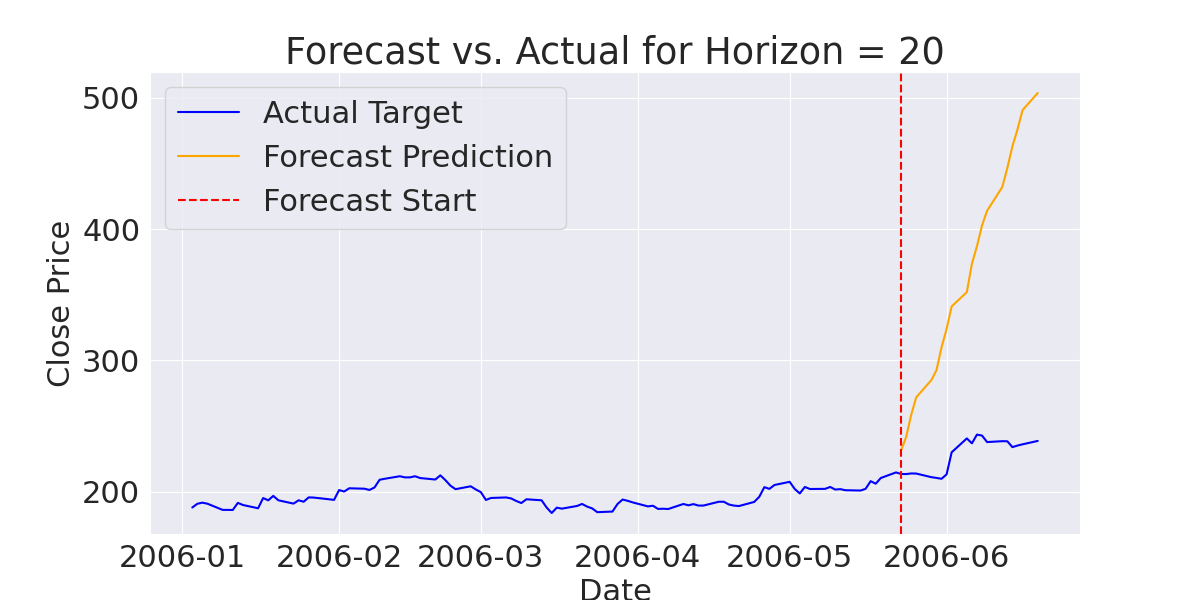 Forecast vs. Actual for Horizon = 20
Actual Target
Forecast Prediction
Forecast Start
Close Price
500
400
300
200
2006-01 2006-02 2006-03 2006-04 2006-05 2006-06
Date